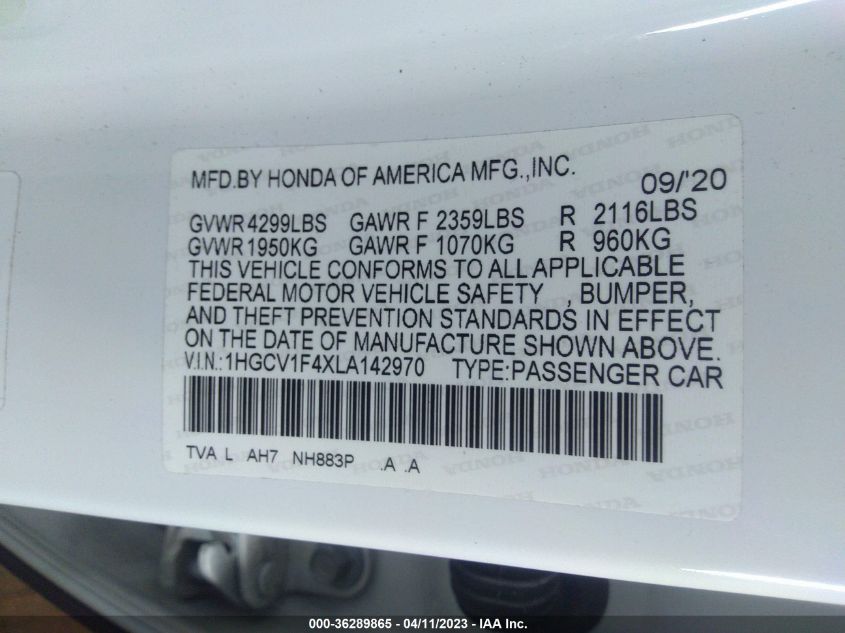 MFD.BY HONDA OF AMERICA MFG.,INC. 09/'20
GVWR 4299LBS GAWR F 2359LBS R 2116LBS
GVWR 1950KG GAWR F 1070KG R 960KG
THIS VEHICLE CONFORMS TO ALL APPLICABLE
FEDERAL MOTOR VEHICLE SAFETY , BUMPER,
AND THEFT PREVENTION STANDARDS IN EFFECT
ON THE DATE OF MANUFACTURE SHOWN ABOVE.
V.I.N.:1HGCV1F4XLA142970 TYPE:PASSENGER CAR
TVA L AH7 NH883P .A .A
000-36289865 - 04/11/2023 - IAA Inc.